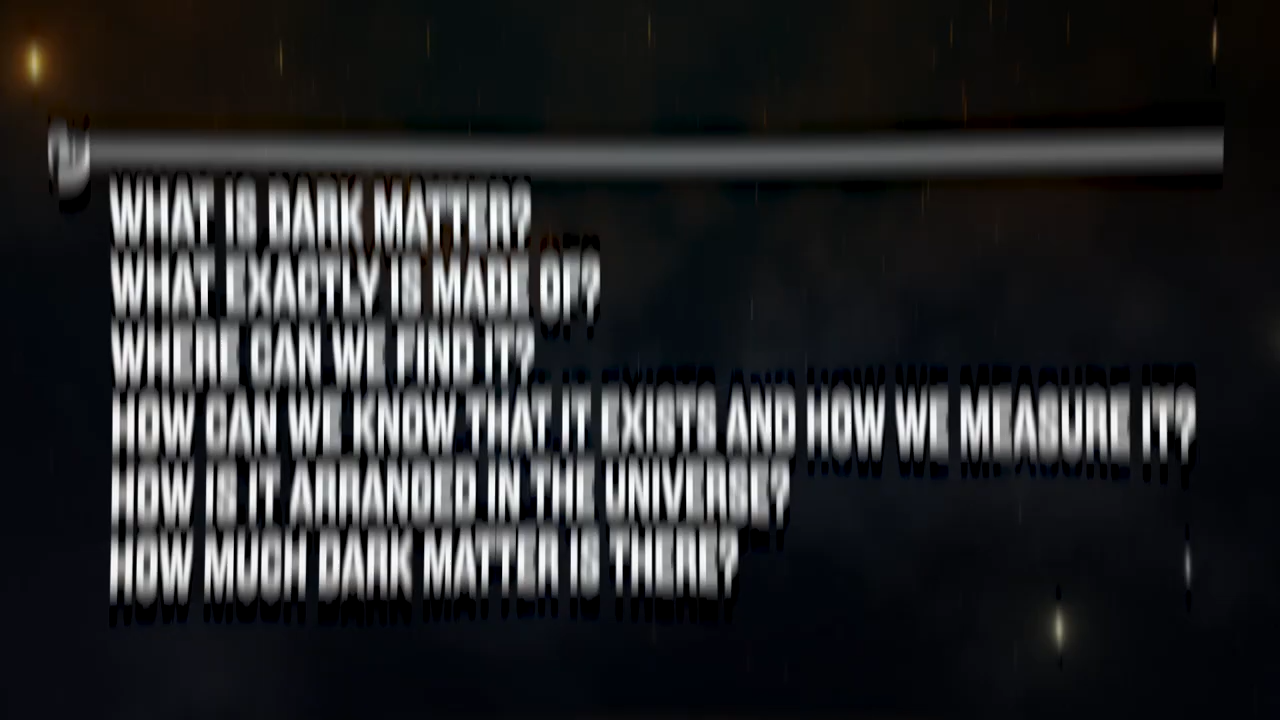 WHAT IS DARK MATTER?
WHAT EXACTLY IS MADE OF?
WHERE CAN WE FIND IT?
HOW CAN WE KNOW THAT IT EXISTS AND HOW WE MEASURE IT?
HOW IS IT ARRANGED IN THE UNIVERSE?
HOW MUCH DARK MATTER IS THERE?